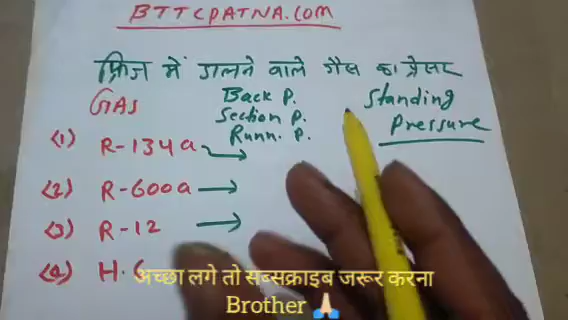 BTTCPATNA.COM
फ्रिज में डालने वाले गैस का प्रेसर
GAS Back P. Standing
Section P. Pressure
Runn. P.
(1) R-134a →
(2) R-600a →
(3) R-12 →
(4) H.C
अच्छा लगे तो सब्सक्राइब जरूर करना
Brother 🙏🏻